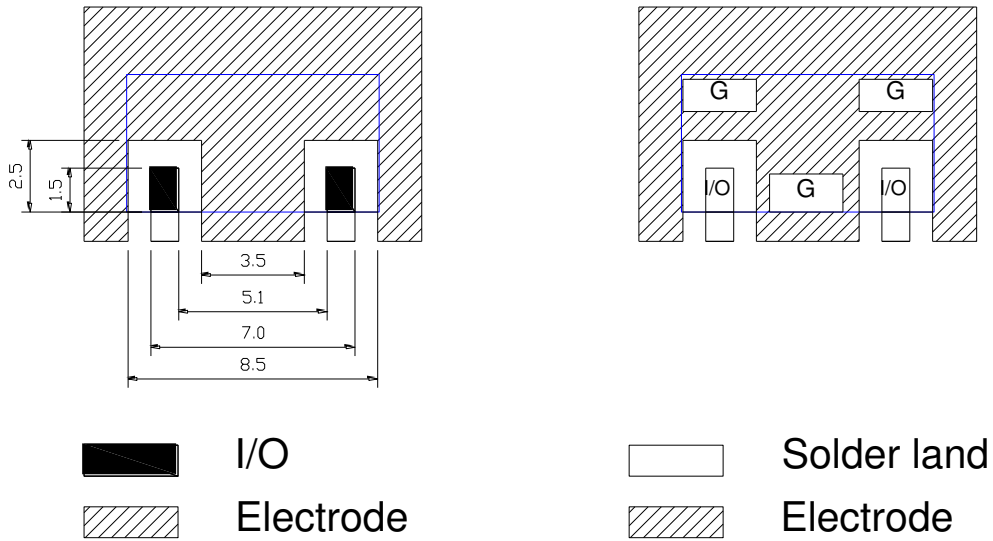 G G
2.5
1.5
I/O G I/O
3.5
5.1
7.0
8.5
I/O Solder land
Electrode Electrode